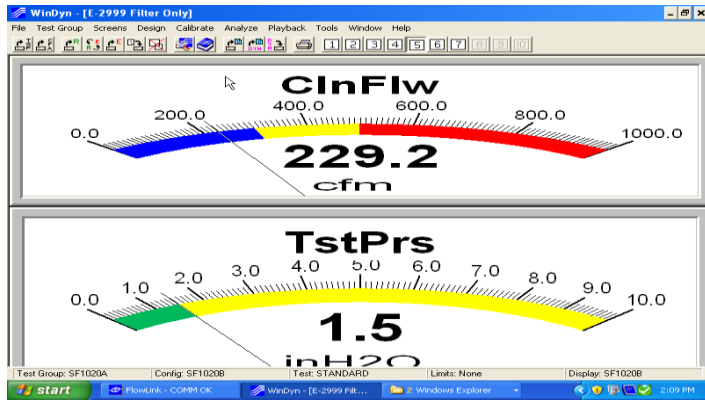 WinDyn - [E-2999 Filter Only]
File Test Group Screens Design Calibrate Analyze Playback Tools Window Help
1 2 3 4 5 6 7 8 9 10
ClnFlw
0.0 200.0 400.0 600.0 800.0 1000.0
229.2
cfm
TstPrs
0.0 1.0 2.0 3.0 4.0 5.0 6.0 7.0 8.0 9.0 10.0
1.5
inH2O
Test Group: SF1020A Config: SF1020B Test: STANDARD Limits: None Display: SF1020B
start FlowLink - COMM OK WinDyn - [E-2999 Filt... 2 Windows Explorer 2:09 PM